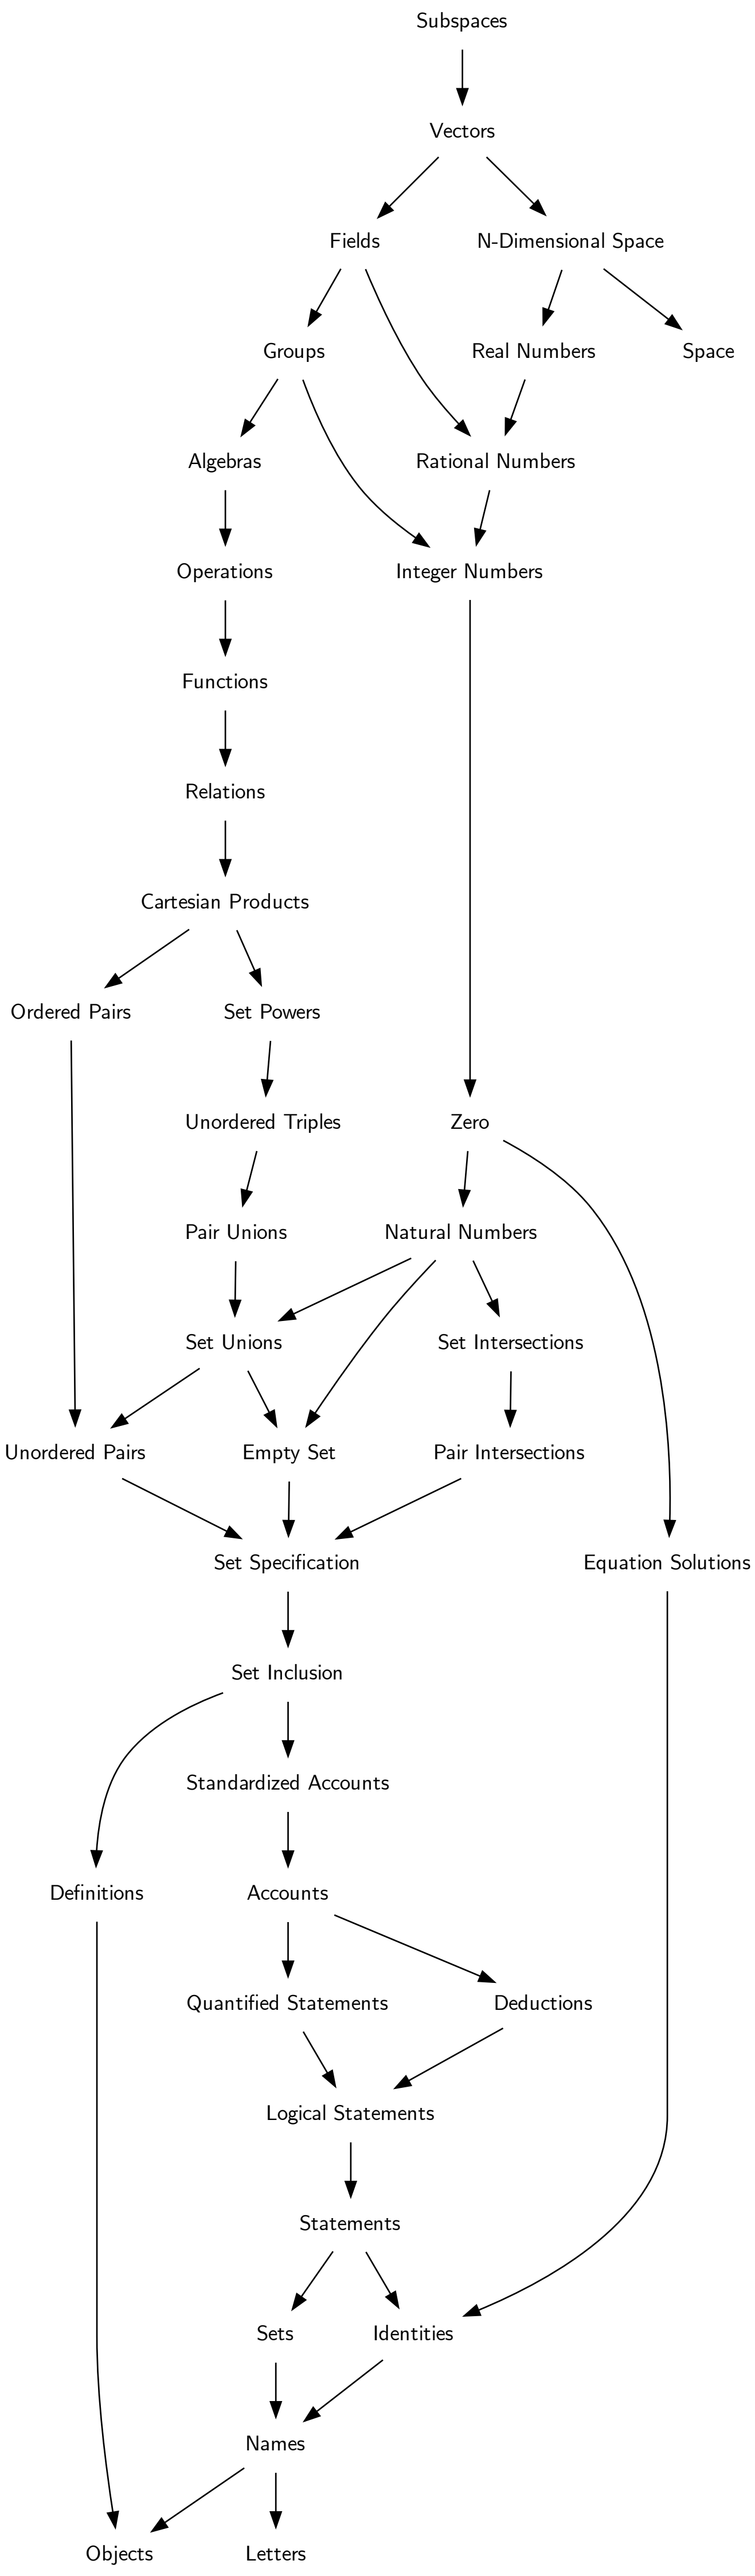 Subspaces
Vectors
Fields
N-Dimensional Space
Groups
Real Numbers
Space
Algebras
Rational Numbers
Operations
Integer Numbers
Functions
Relations
Cartesian Products
Ordered Pairs
Set Powers
Unordered Triples
Zero
Pair Unions
Natural Numbers
Set Unions
Set Intersections
Unordered Pairs
Empty Set
Pair Intersections
Set Specification
Equation Solutions
Set Inclusion
Standardized Accounts
Definitions
Accounts
Quantified Statements
Deductions
Logical Statements
Statements
Sets
Identities
Names
Objects
Letters